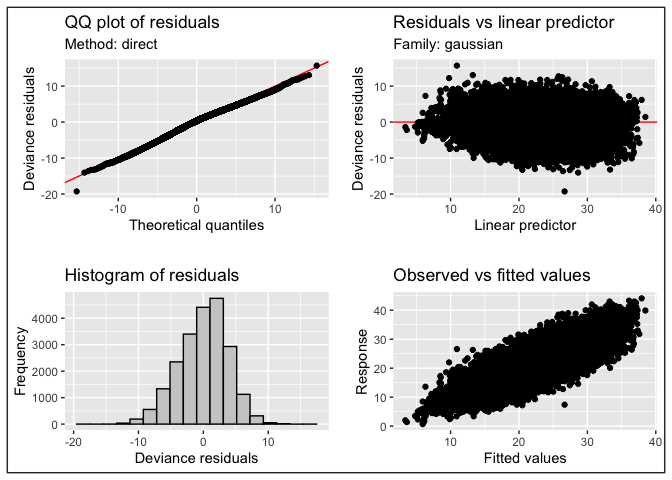 QQ plot of residuals
Method: direct
Deviance residuals
10
0
-10
-20
-10
0
10
Theoretical quantiles
Residuals vs linear predictor
Family: gaussian
Deviance residuals
10
0
-10
-20
10
20
30
40
Linear predictor
Histogram of residuals
Frequency
4000
3000
2000
1000
0
-20
-10
0
10
Deviance residuals
Observed vs fitted values
Response
40
30
20
10
0
10
20
30
40
Fitted values